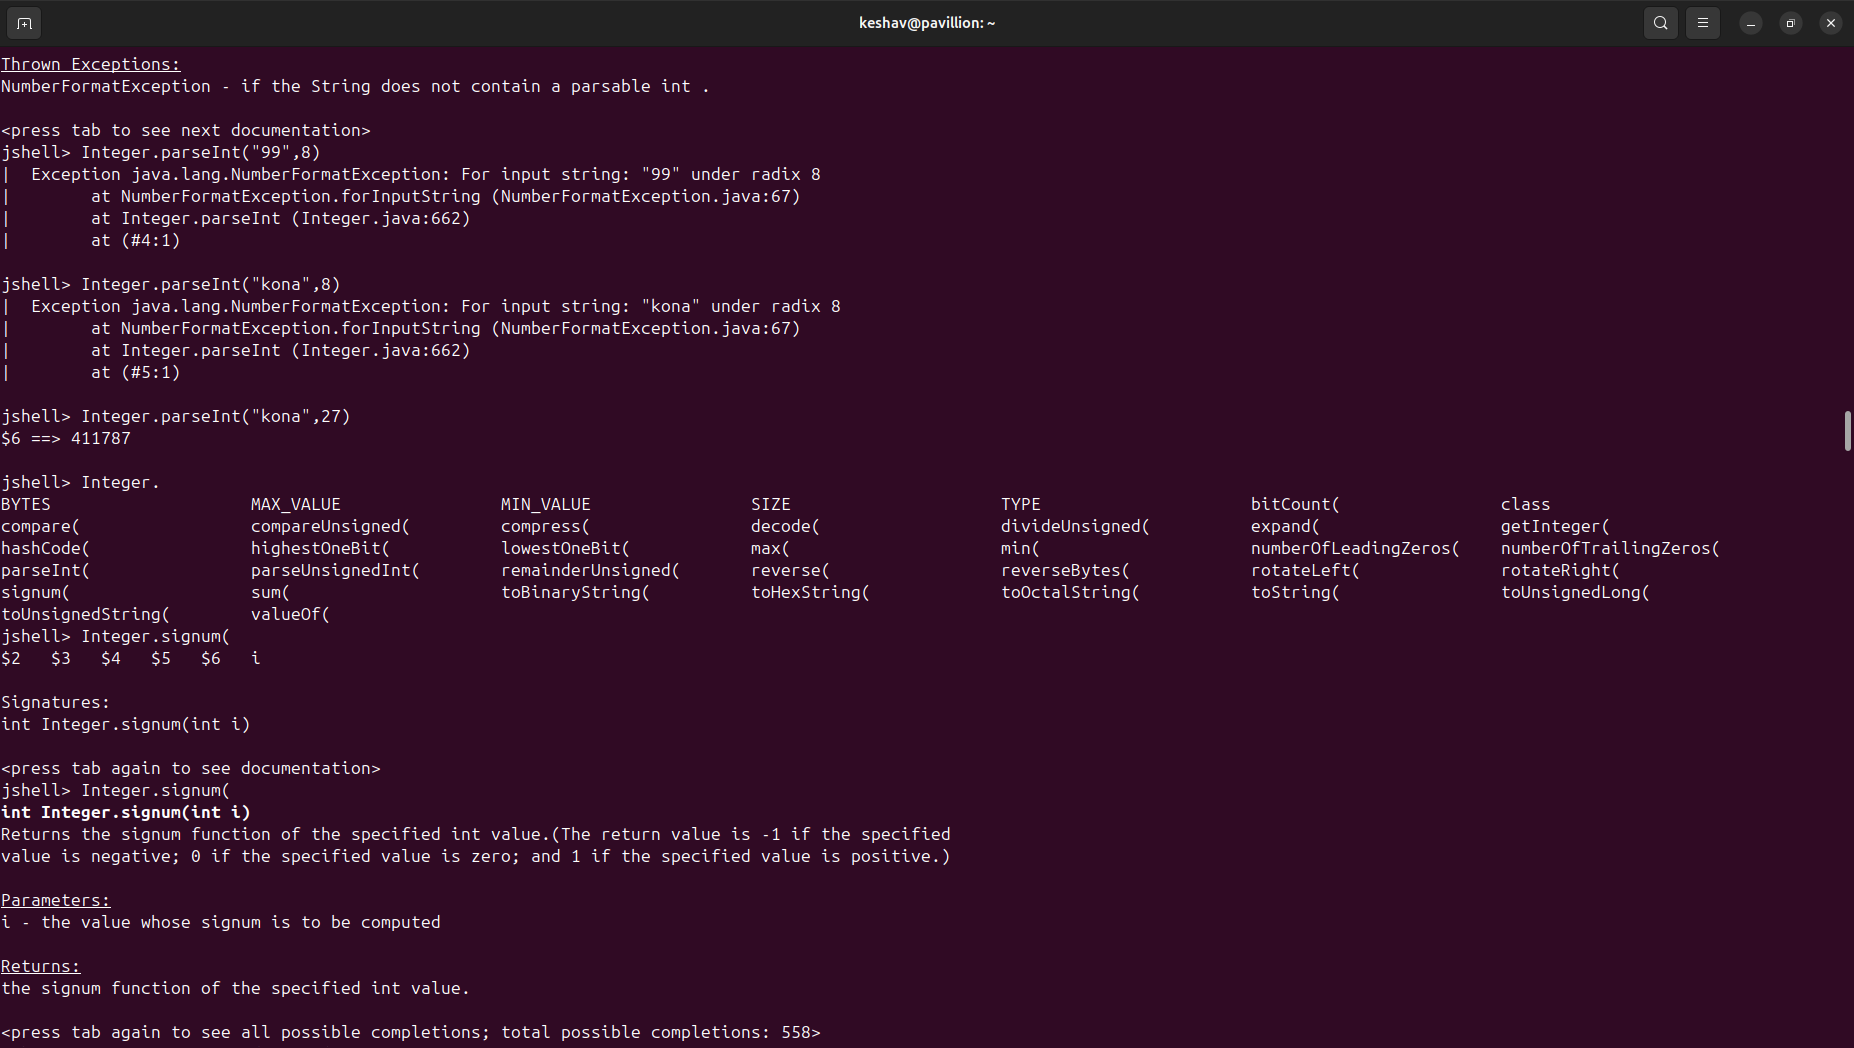 keshav@pavillion: ~
Thrown Exceptions:
NumberFormatException - if the String does not contain a parsable int .
<press tab to see next documentation>
jshell> Integer.parseInt("99",8)
|  Exception java.lang.NumberFormatException: For input string: "99" under radix 8
|        at NumberFormatException.forInputString (NumberFormatException.java:67)
|        at Integer.parseInt (Integer.java:662)
|        at (#4:1)
jshell> Integer.parseInt("kona",8)
|  Exception java.lang.NumberFormatException: For input string: "kona" under radix 8
|        at NumberFormatException.forInputString (NumberFormatException.java:67)
|        at Integer.parseInt (Integer.java:662)
|        at (#5:1)
jshell> Integer.parseInt("kona",27)
$6 ==> 411787
jshell> Integer.
BYTES                    MAX_VALUE                MIN_VALUE                SIZE                     TYPE                     bitCount(                class
compare(                 compareUnsigned(         compress(                decode(                  divideUnsigned(          expand(                  getInteger(
hashCode(                highestOneBit(           lowestOneBit(            max(                     min(                     numberOfLeadingZeros(    numberOfTrailingZeros(
parseInt(                parseUnsignedInt(        remainderUnsigned(       reverse(                 reverseBytes(            rotateLeft(              rotateRight(
signum(                  sum(                     toBinaryString(          toHexString(             toOctalString(           toString(                toUnsignedLong(
toUnsignedString(        valueOf(
jshell> Integer.signum(
$2   $3   $4   $5   $6   i
Signatures:
int Integer.signum(int i)
<press tab again to see documentation>
jshell> Integer.signum(
int Integer.signum(int i)
Returns the signum function of the specified int value.(The return value is -1 if the specified
value is negative; 0 if the specified value is zero; and 1 if the specified value is positive.)
Parameters:
i - the value whose signum is to be computed
Returns:
the signum function of the specified int value.
<press tab again to see all possible completions; total possible completions: 558>